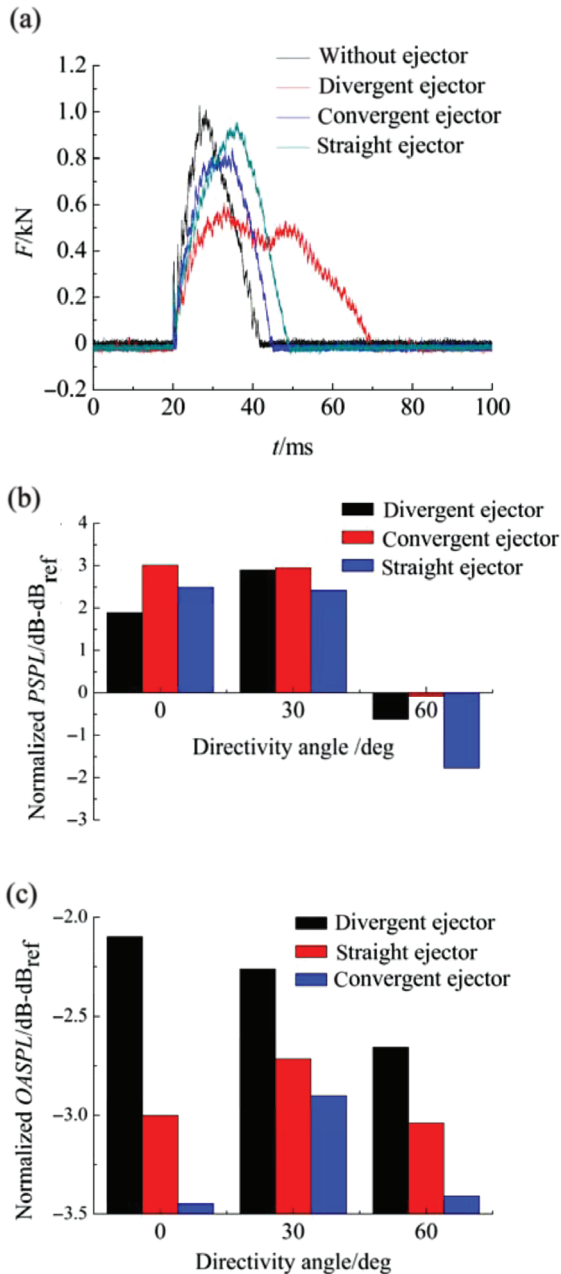 (a)
Without ejector
Divergent ejector
Convergent ejector
Straight ejector
1.2
1.0
0.8
0.6
0.4
0.2
0
−0.2
F/kN
0 20 40 60 80 100
t/ms
(b)
Divergent ejector
Convergent ejector
Straight ejector
4
3
2
1
0
−1
−2
−3
Normalized PSPL/dB-dBref
0 30 60
Directivity angle /deg
(c)
Divergent ejector
Straight ejector
Convergent ejector
−2.0
−2.5
−3.0
−3.5
Normalized OASPL/dB-dBref
0 30 60
Directivity angle/deg